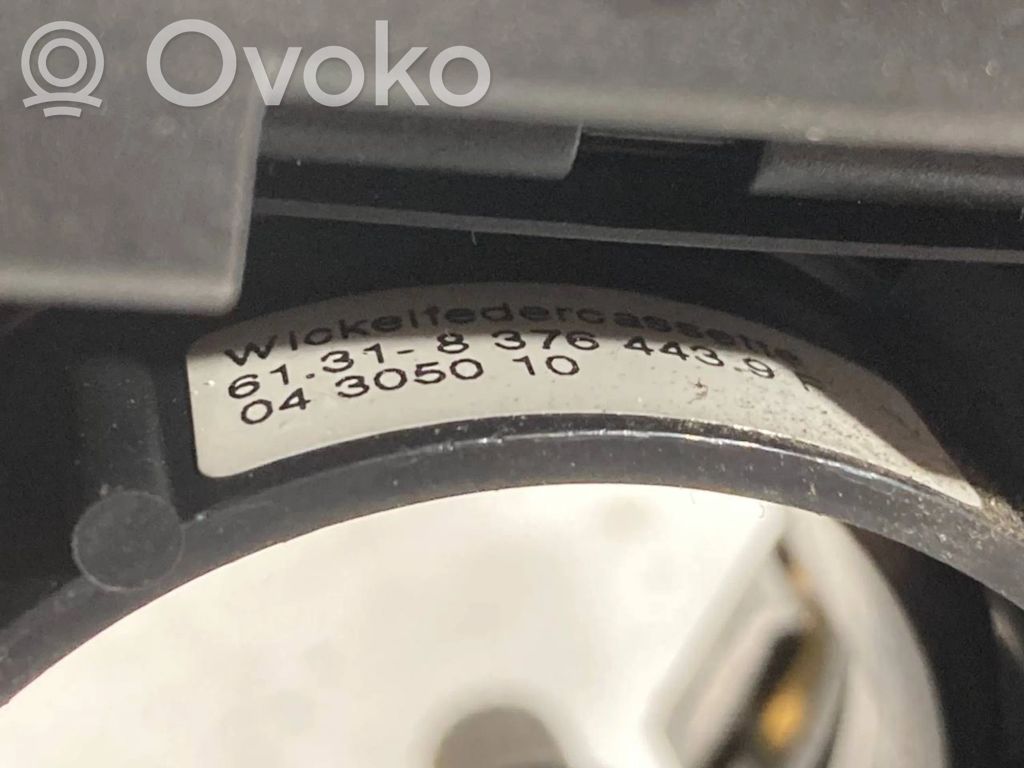 Ovoko
Wickelfedercassette
61.31- 8 376 443.9
04 3050 10